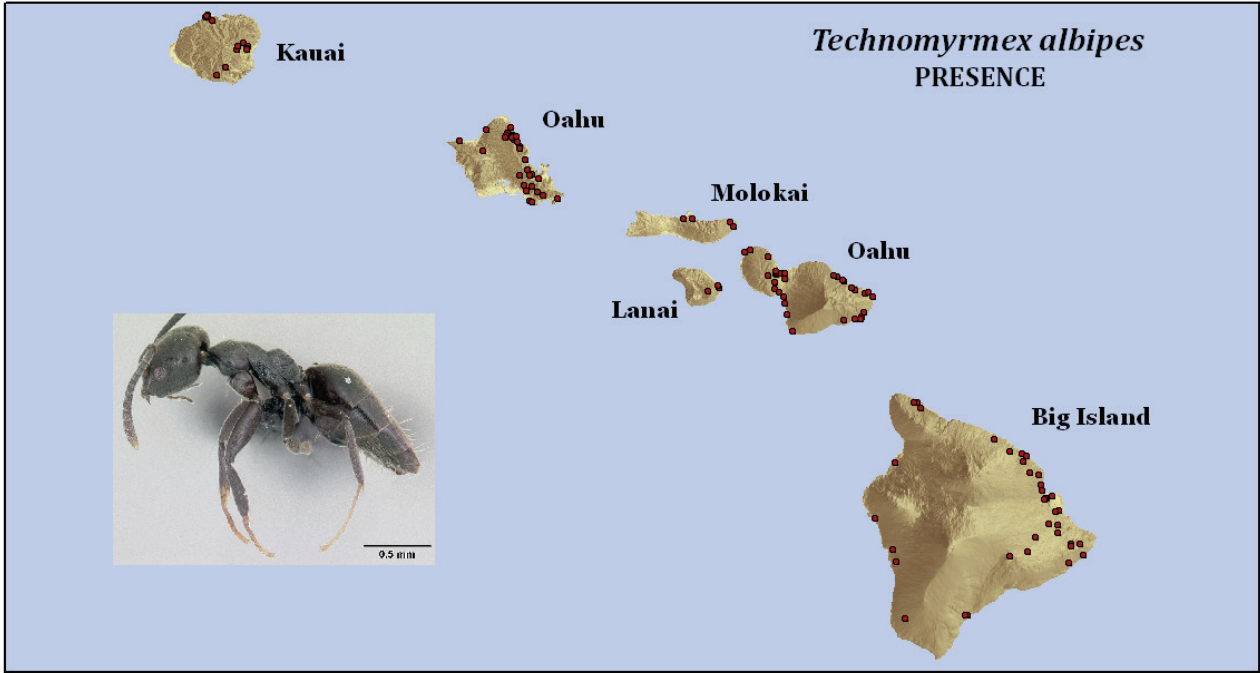 Technomyrmex albipes
PRESENCE
Kauai
Oahu
Molokai
Oahu
Lanai
Big Island
0.5 mm